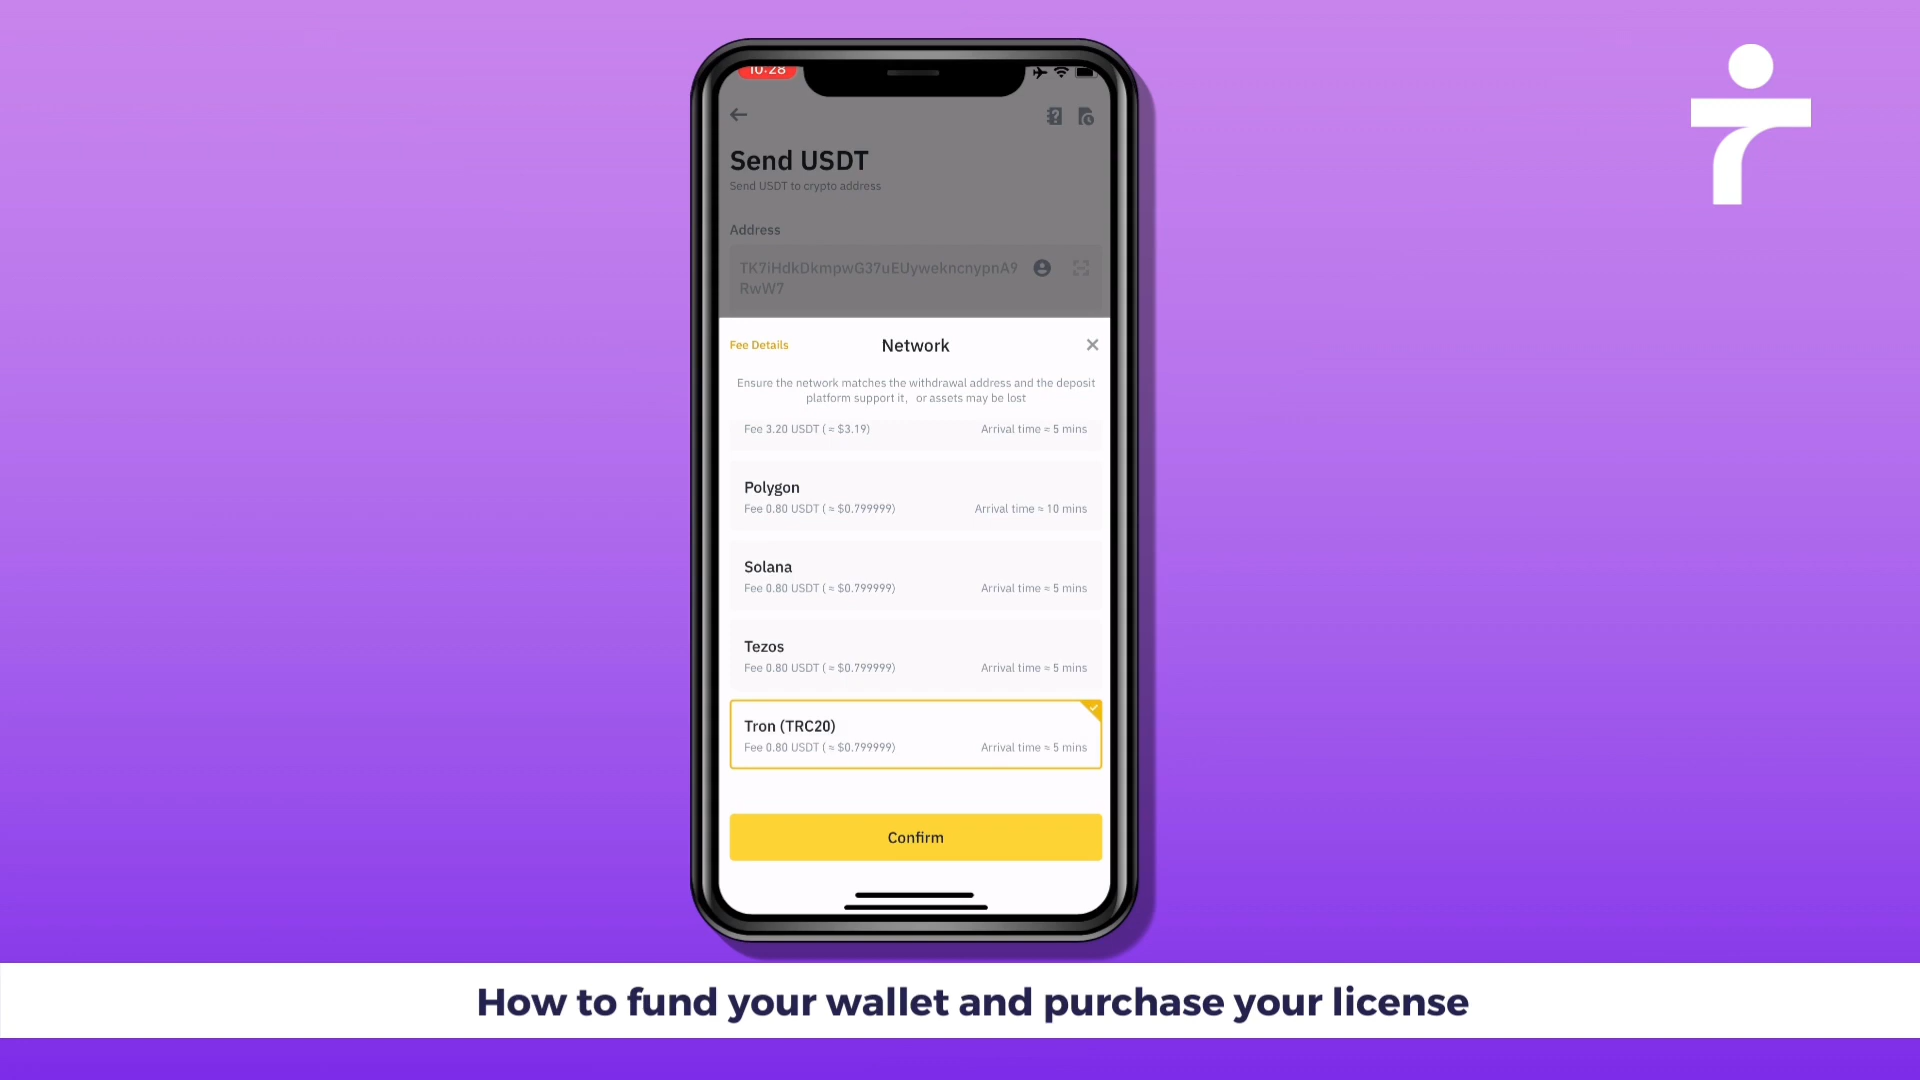 10:28
Send USDT
Send USDT to crypto address
Address
TK7iHdkDkmpwG37uEUywekncnypnA9
RwW7
Fee Details
Network
Ensure the network matches the withdrawal address and the deposit
platform support it, or assets may be lost
Fee 3.20 USDT ( ≈ $3.19)
Arrival time ≈ 5 mins
Polygon
Fee 0.80 USDT ( ≈ $0.799999)
Arrival time ≈ 10 mins
Solana
Fee 0.80 USDT ( ≈ $0.799999)
Arrival time ≈ 5 mins
Tezos
Fee 0.80 USDT ( ≈ $0.799999)
Arrival time ≈ 5 mins
Tron (TRC20)
Fee 0.80 USDT ( ≈ $0.799999)
Arrival time ≈ 5 mins
Confirm
How to fund your wallet and purchase your license